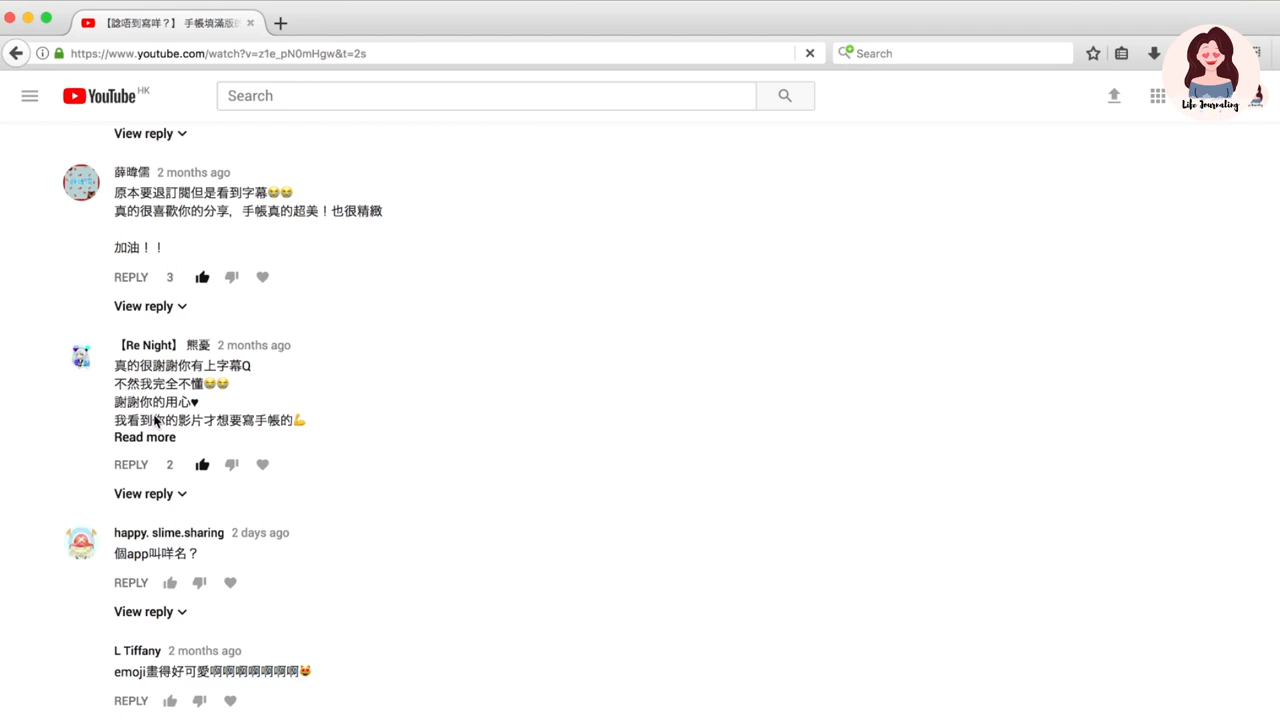 【諗唔到寫咩？】 手帳填滿版的
https://www.youtube.com/watch?v=z1e_pN0mHgw&t=2s
Search
Life Journaling
YouTube HK
Search
View reply
薛暐儒 2 months ago
原本要退訂閱但是看到字幕😭😭
真的很喜歡你的分享，手帳真的超美！也很精緻
加油！！
REPLY 3
View reply
【Re Night】 熊憂 2 months ago
真的很謝謝你有上字幕Q
不然我完全不懂😭😭
謝謝你的用心♥
我看到你的影片才想要寫手帳的💪
Read more
REPLY 2
View reply
happy. slime.sharing 2 days ago
個app叫咩名？
REPLY
View reply
L Tiffany 2 months ago
emoji畫得好可愛啊啊啊啊啊啊啊😻
REPLY